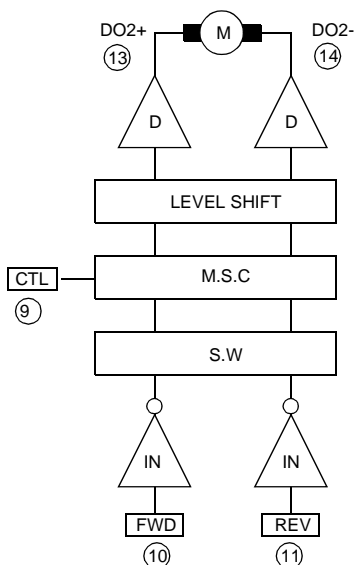 DO2+ M DO2-
13 14
D D
LEVEL SHIFT
CTL M.S.C
9
S.W
IN IN
FWD REV
10 11